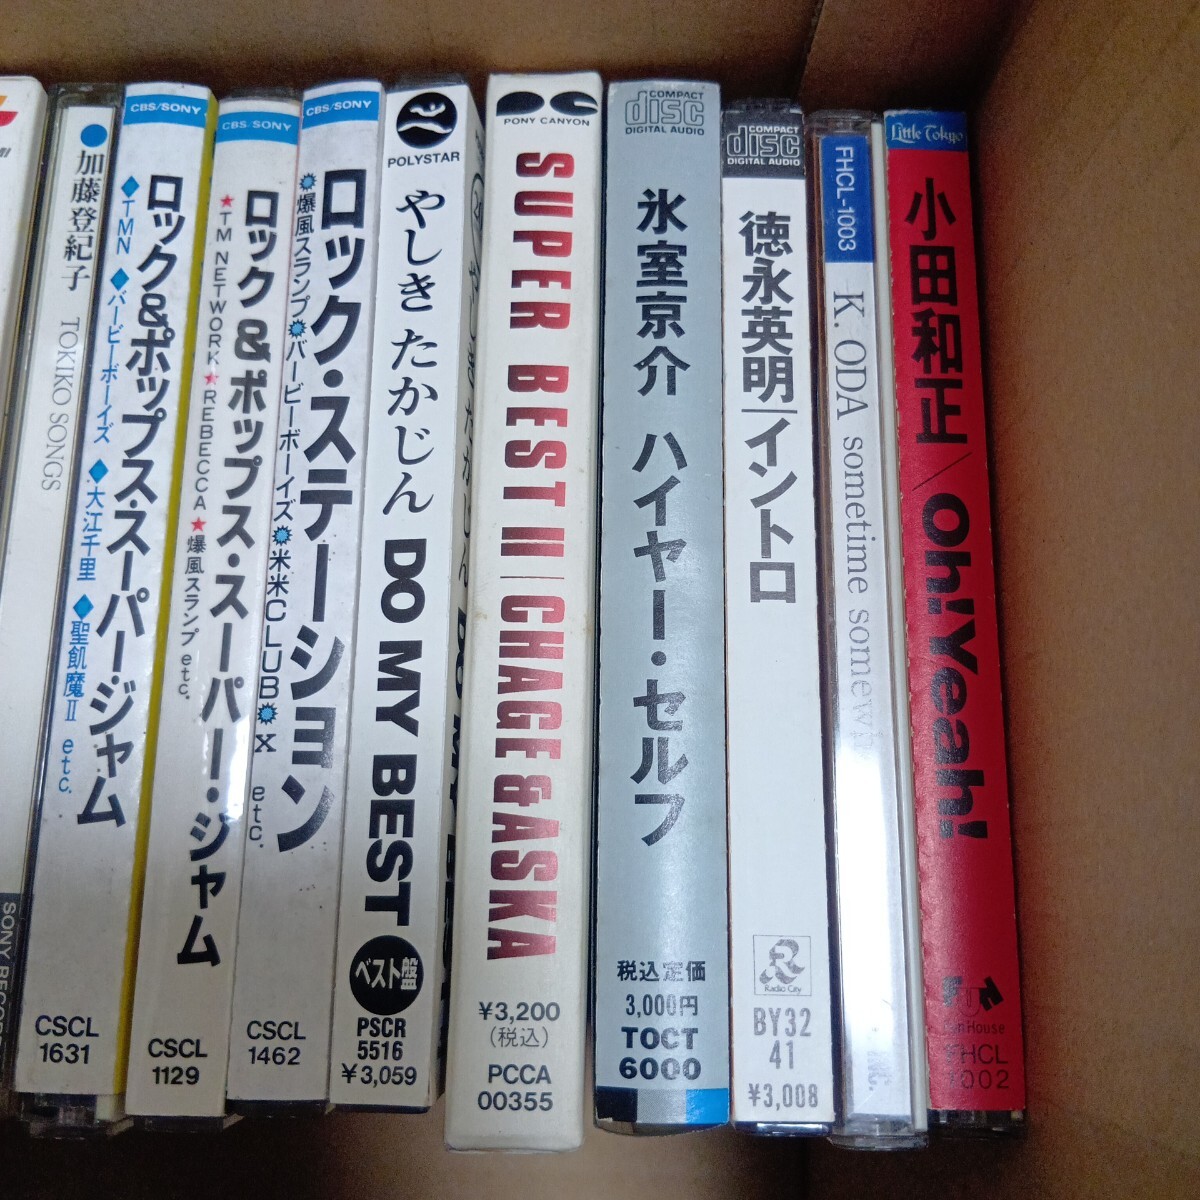 SONY RECOR
●加藤登紀子 TOKIKO SONGS
CBS/SONY
ロック&ポップス・スーパー・ジャム
◆TMN ◆バービーボーイズ ◆大江千里 ◆聖飢魔II etc.
CSCL
1631
CBS/SONY
ロック&ポップス・スーパー・ジャム
★TM NETWORK★REBECCA★爆風スランプ etc.
CSCL
1129
CBS/SONY
ロック・ステーション
爆風スランプ バービーボーイズ 米米CLUB X etc.
CSCL
1462
POLYSTAR
やしきたかじん DO MY BEST
ベスト盤
PSCR
5516
¥3,059
PONY CANYON
SUPER BEST II/CHAGE&ASKA
¥3,200
(税込)
PCCA
00355
COMPACT
disc
DIGITAL AUDIO
氷室京介 ハイヤー・セルフ
税込定価
3,000円
TOCT
6000
COMPACT
disc
DIGITAL AUDIO
徳永英明/イントロ
Radio City
BY32
41
¥3,008
FHCL-1003
K. ODA sometime somewh
Little Tokyo
小田和正/Oh! Yeah!
Fun House
FHCL
1002